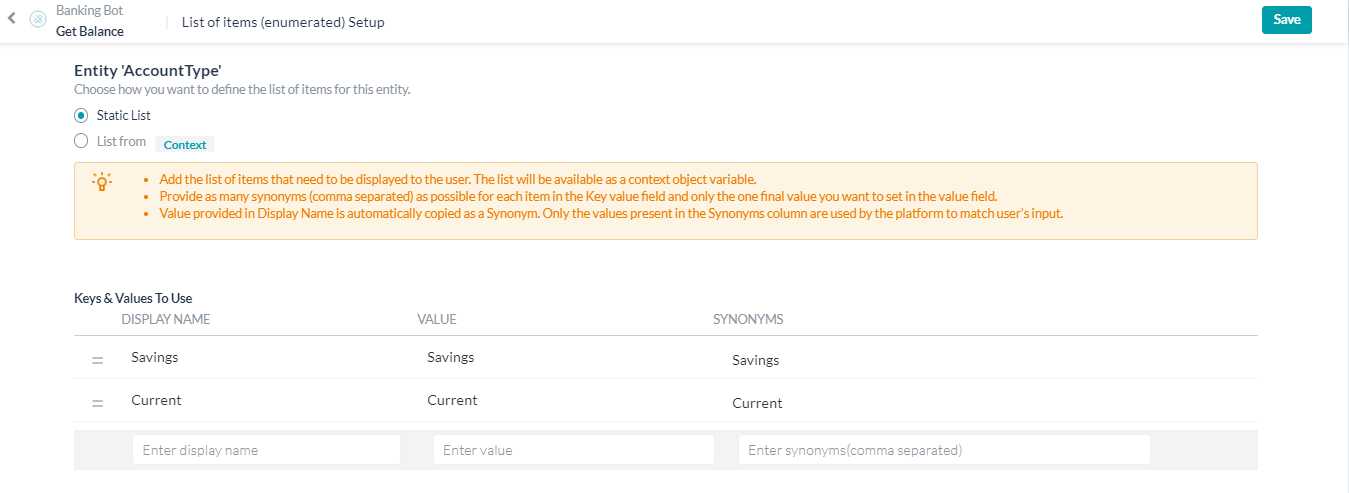 Banking Bot
Get Balance
List of items (enumerated) Setup
Save
Entity 'AccountType'
Choose how you want to define the list of items for this entity.
Static List
List from Context
• Add the list of items that need to be displayed to the user. The list will be available as a context object variable.
• Provide as many synonyms (comma separated) as possible for each item in the Key value field and only the one final value you want to set in the value field.
• Value provided in Display Name is automatically copied as a Synonym. Only the values present in the Synonyms column are used by the platform to match user's input.
Keys & Values To Use
DISPLAY NAME VALUE SYNONYMS
Savings Savings Savings
Current Current Current
Enter display name Enter value Enter synonyms(comma separated)